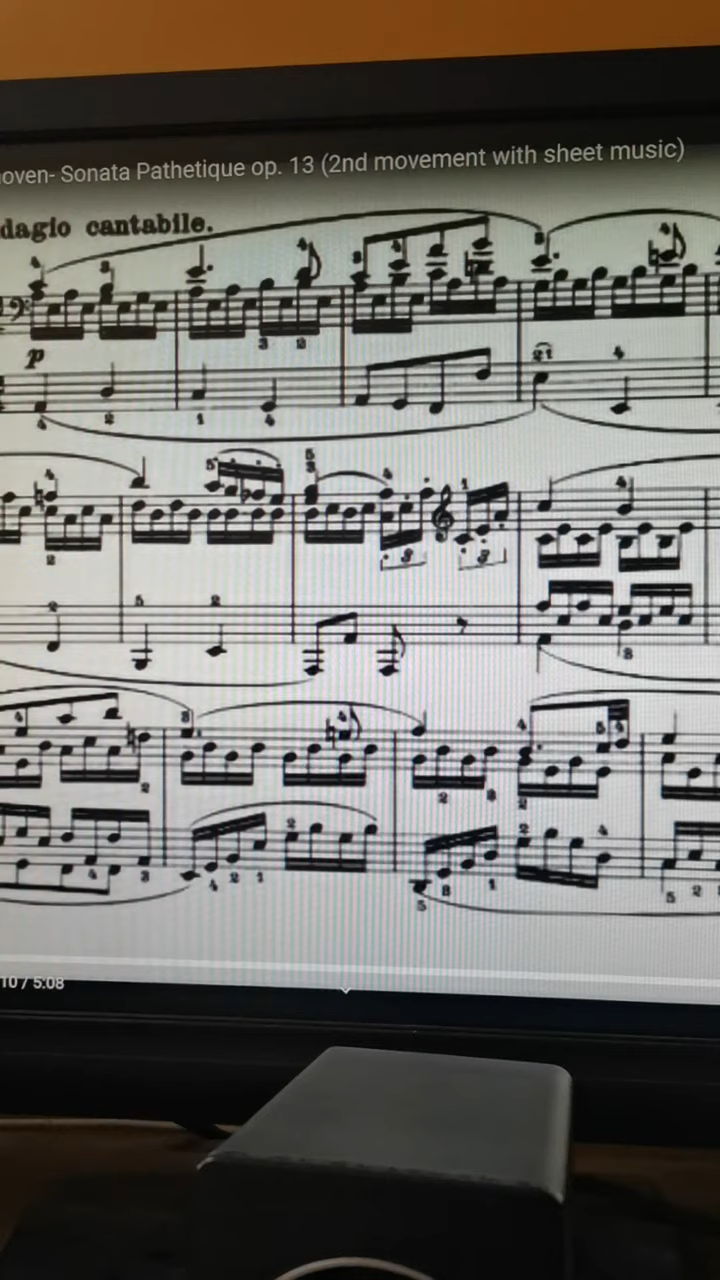 oven- Sonata Pathetique op. 13 (2nd movement with sheet music)
dagio cantabile.
p
10 / 5:08